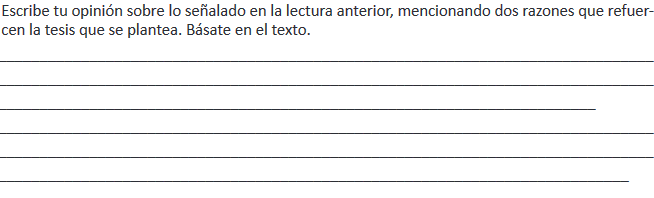 Escribe tu opinión sobre lo señalado en la lectura anterior, mencionando dos razones que refuer-
cen la tesis que se plantea. Básate en el texto.